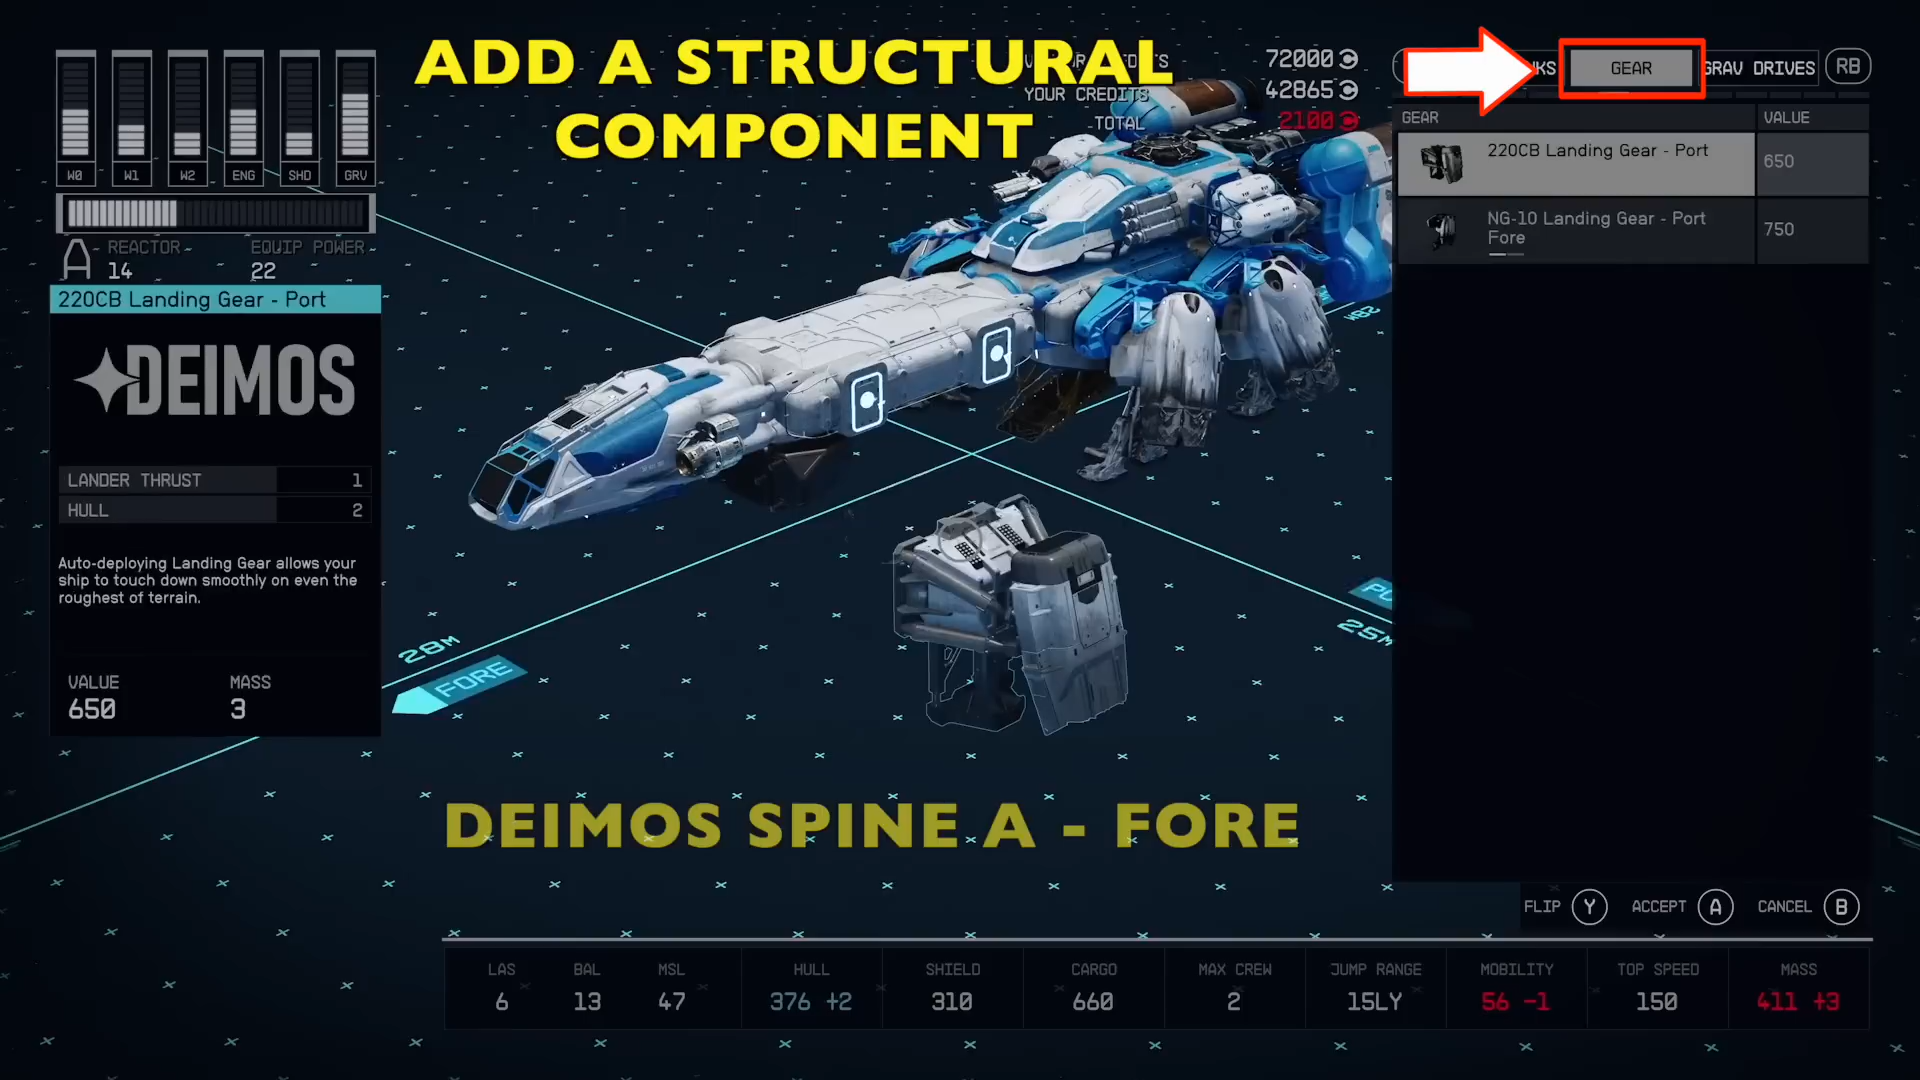 ADD A STRUCTURAL
COMPONENT
W0 W1 W2 ENG SHD GRV
A REACTOR
14
EQUIP POWER
22
220CB Landing Gear - Port
DEIMOS
LANDER THRUST 1
HULL 2
Auto-deploying Landing Gear allows your
ship to touch down smoothly on even the
roughest of terrain.
VALUE
650
MASS
3
72000
YOUR CREDITS 42865
TOTAL 2100
GEAR GRAV DRIVES RB
GEAR VALUE
220CB Landing Gear - Port 650
NG-10 Landing Gear - Port
Fore
750
28M
FORE
25M
DEIMOS SPINE A - FORE
FLIP Y ACCEPT A CANCEL B
LAS BAL MSL HULL SHIELD CARGO MAX CREW JUMP RANGE MOBILITY TOP SPEED MASS
6 13 47 376 +2 310 660 2 15LY 56 -1 150 411 +3